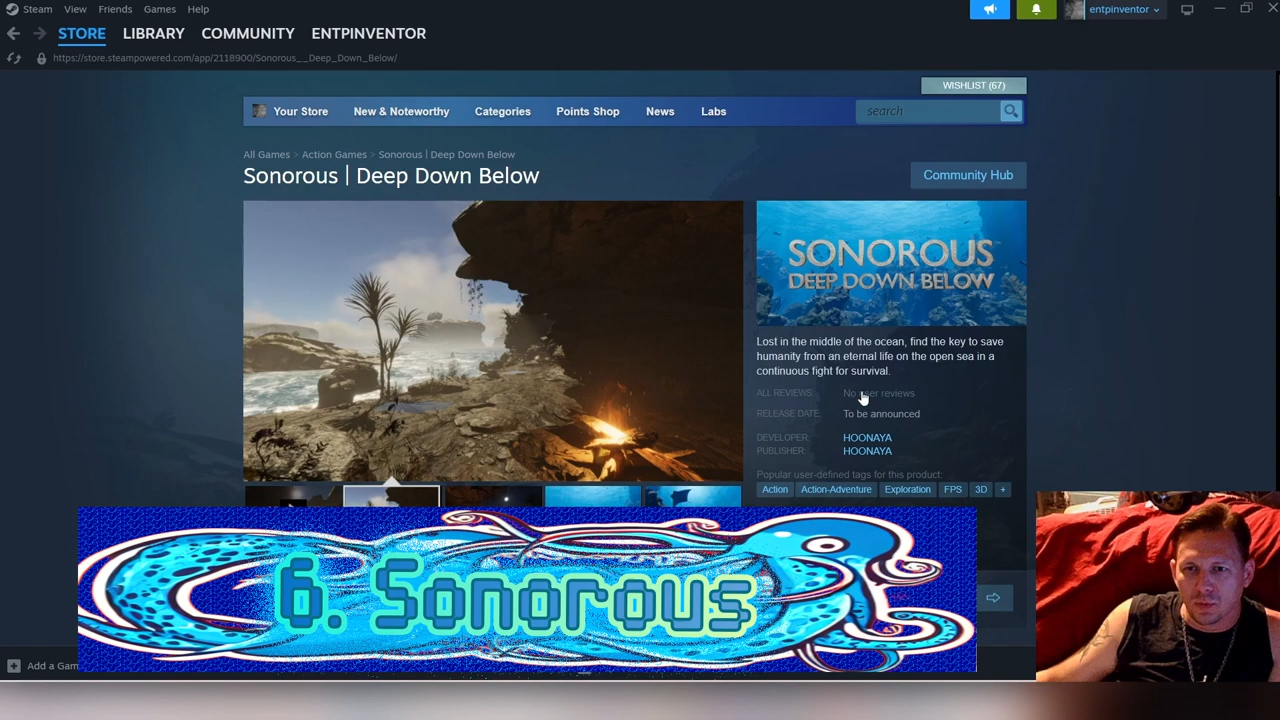 Steam View Friends Games Help
entpinventor
STORE LIBRARY COMMUNITY ENTPINVENTOR
https://store.steampowered.com/app/2118900/Sonorous__Deep_Down_Below/
WISHLIST (67)
Your Store New & Noteworthy Categories Points Shop News Labs search
All Games > Action Games > Sonorous | Deep Down Below
Sonorous | Deep Down Below
Community Hub
SONOROUS
DEEP DOWN BELOW
Lost in the middle of the ocean, find the key to save
humanity from an eternal life on the open sea in a
continuous fight for survival.
ALL REVIEWS: No user reviews
RELEASE DATE: To be announced
DEVELOPER: HOONAYA
PUBLISHER: HOONAYA
Popular user-defined tags for this product:
Action Action-Adventure Exploration FPS 3D +
6. Sonorous
Add a Gam